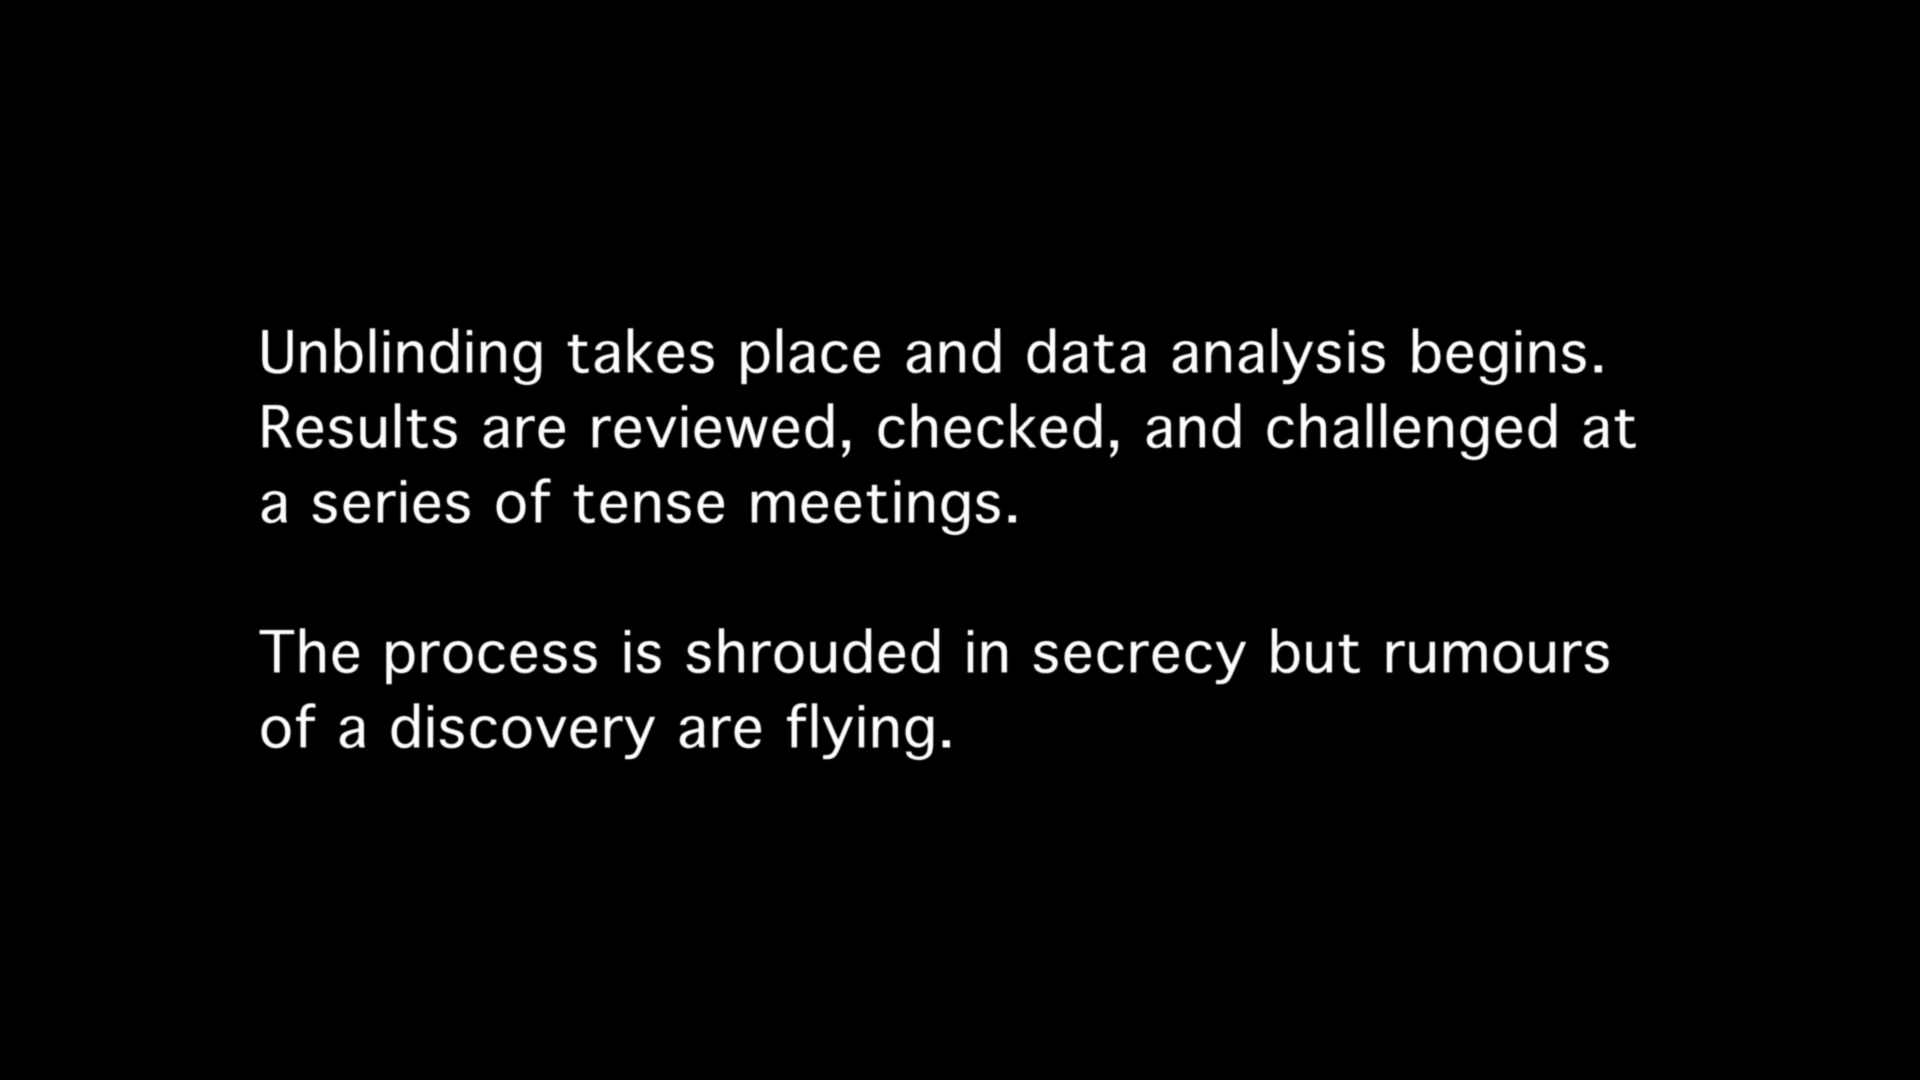 Unblinding takes place and data analysis begins.
Results are reviewed, checked, and challenged at
a series of tense meetings.
The process is shrouded in secrecy but rumours
of a discovery are flying.